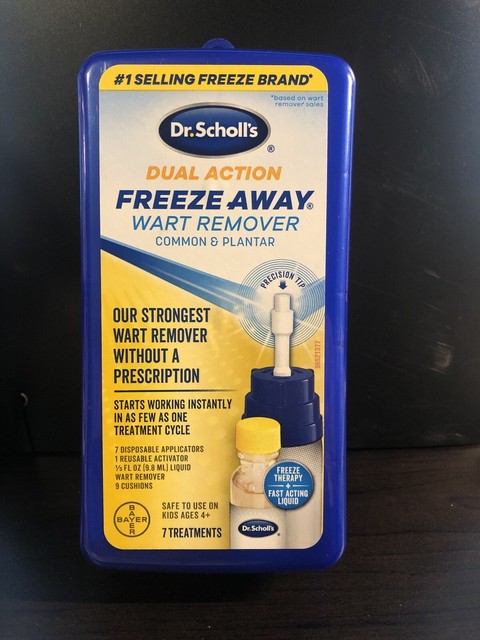 #1 SELLING FREEZE BRAND*
*based on wart
remover sales
Dr. Scholl's
®
DUAL ACTION
FREEZE AWAY®
WART REMOVER
COMMON & PLANTAR
PRECISION TIP
OUR STRONGEST
WART REMOVER
WITHOUT A
PRESCRIPTION
STARTS WORKING INSTANTLY
IN AS FEW AS ONE
TREATMENT CYCLE
7 DISPOSABLE APPLICATORS
1 REUSABLE ACTIVATOR
⅓ FL OZ (9.8 ML) LIQUID
WART REMOVER
9 CUSHIONS
FREEZE
THERAPY
+
FAST ACTING
LIQUID
BAYER
BAYER
SAFE TO USE ON
KIDS AGES 4+
7 TREATMENTS
Dr. Scholl's